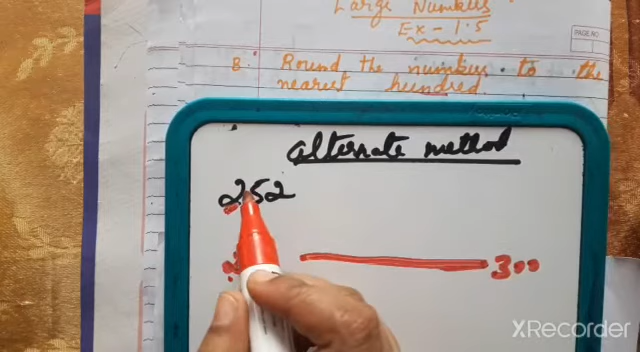 Large Numbers
Ex - 1.5
PAGE NO
8. Round the numbers to the
nearest hundred
alternate method
252
300
XRecorder